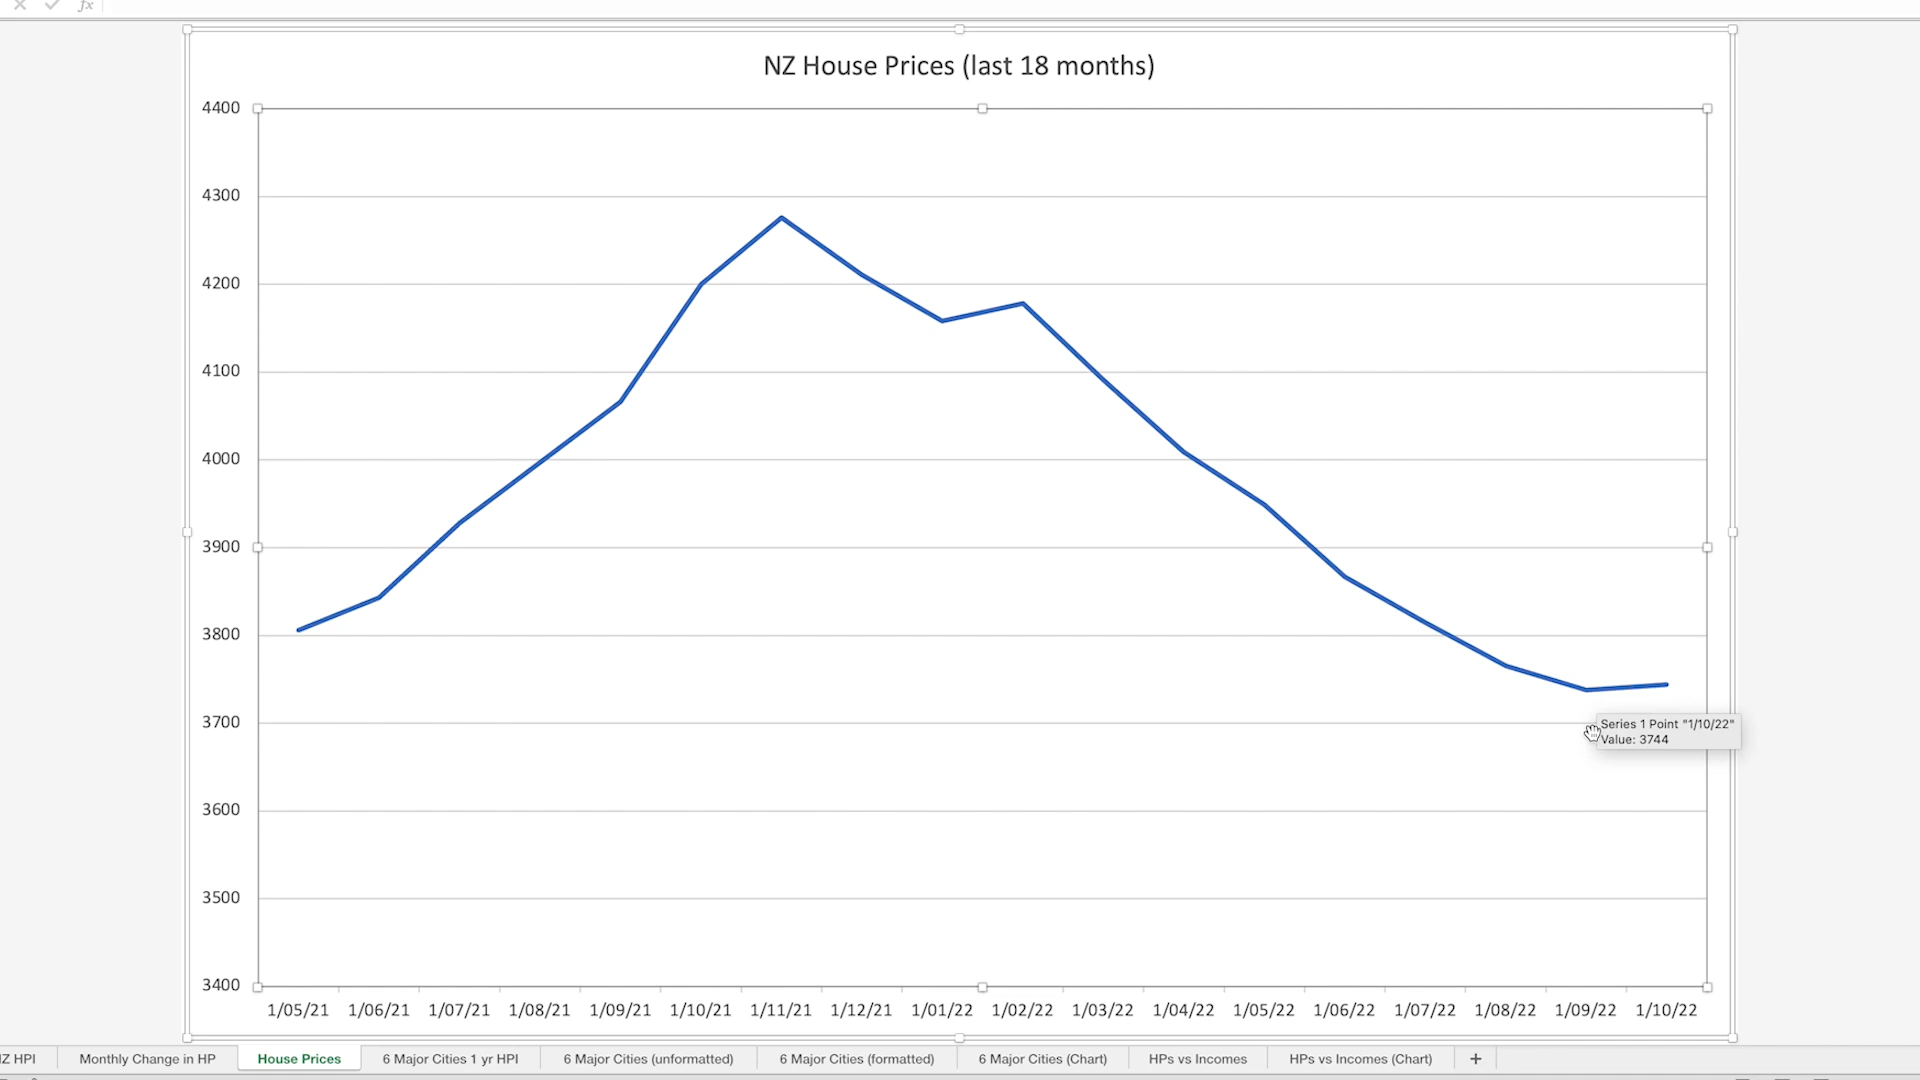 fx
NZ House Prices (last 18 months)
4400
4300
4200
4100
4000
3900
3800
3700
3600
3500
3400
Series 1 Point "1/10/22"
Value: 3744
1/05/21 1/06/21 1/07/21 1/08/21 1/09/21 1/10/21 1/11/21 1/12/21 1/01/22 1/02/22 1/03/22 1/04/22 1/05/22 1/06/22 1/07/22 1/08/22 1/09/22 1/10/22
Z HPI Monthly Change in HP House Prices 6 Major Cities 1 yr HPI 6 Major Cities (unformatted) 6 Major Cities (formatted) 6 Major Cities (Chart) HPs vs Incomes HPs vs Incomes (Chart) +